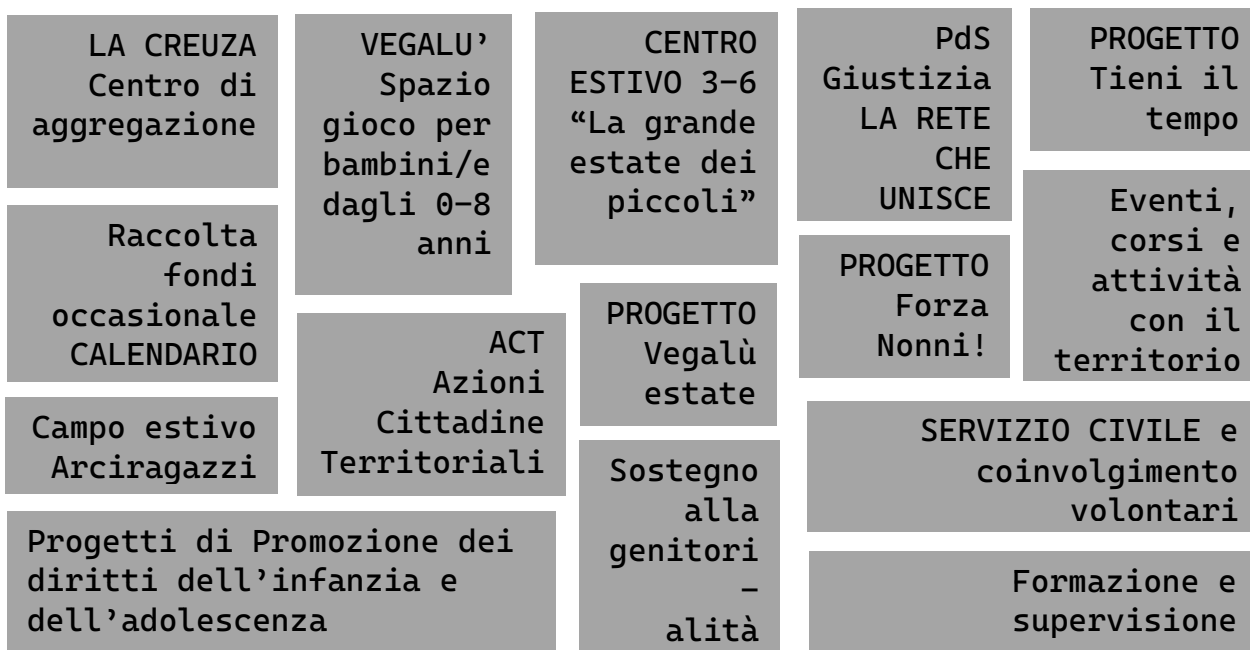 LA CREUZA
Centro di
aggregazione
VEGALU’
Spazio
gioco per
bambini/e
dagli 0–8
anni
CENTRO
ESTIVO 3–6
“La grande
estate dei
piccoli”
PdS
Giustizia
LA RETE
CHE
UNISCE
PROGETTO
Tieni il
tempo
Raccolta
fondi
occasionale
CALENDARIO
ACT
Azioni
Cittadine
Territoriali
PROGETTO
Vegalù
estate
PROGETTO
Forza
Nonni!
Eventi,
corsi e
attività
con il
territorio
Campo estivo
Arciragazzi
Sostegno
alla
genitori
–
alità
SERVIZIO CIVILE e
coinvolgimento
volontari
Progetti di Promozione dei
diritti dell’infanzia e
dell’adolescenza
Formazione e
supervisione